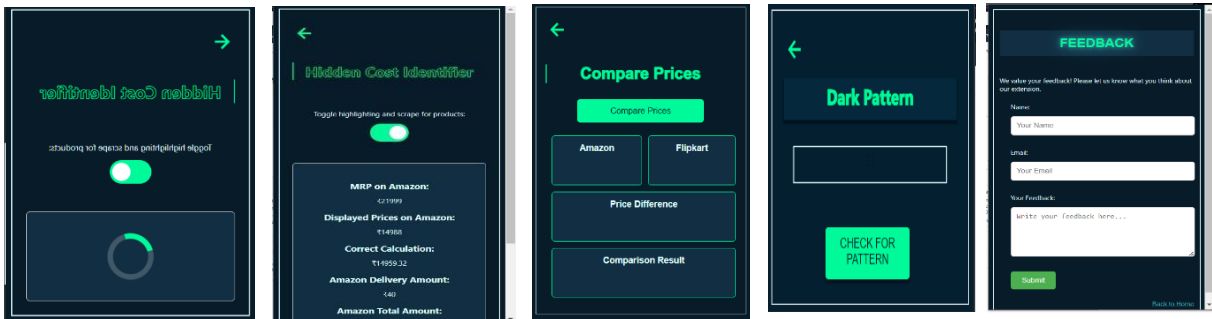 Hidden Cost Identifier
Toggle highlighting and scrape for products:
Hidden Cost Identifier
Toggle highlighting and scrape for products:
MRP on Amazon:
₹21999
Displayed Prices on Amazon:
₹14988
Correct Calculation:
₹14959.32
Amazon Delivery Amount:
₹40
Amazon Total Amount:
Compare Prices
Compare Prices
Amazon
Flipkart
Price Difference
Comparison Result
Dark Pattern
CHECK FOR
PATTERN
FEEDBACK
We value your feedback! Please let us know what you think about
our extension.
Name:
Your Name
Email:
Your Email
Your Feedback:
Write your feedback here...
Submit
Back to Home